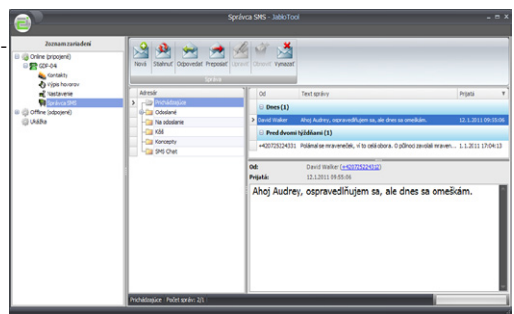 Správca SMS - JabloTool
Zoznam zariadení
Online (pripojené)
GDP-04
Kontakty
Výpis hovorov
Nastavenie
Správca SMS
Offline (odpojené)
Ukážka
Nová Stiahnuť Odpovedať Preposlať Upraviť Obnoviť Vymazať
Správa
Adresár
Prichádzajúce
Odoslané
Na odoslanie
Kôš
Koncepty
SMS Chat
Od Text správy Prijatá
Dnes (1)
David Walker Ahoj Audrey, ospravedlňujem sa, ale dnes sa omeškám. 12.1.2011 09:55:06
Pred dvomi týždňami (1)
+420725324331 Polámal se mraveneček, ví to celá obora. O půlnoci zavolali mraven... 1.1.2011 17:04:13
Od: David Walker (+420725224312)
Prijatá: 12.1.2011 09:55:06
Ahoj Audrey, ospravedlňujem sa, ale dnes sa omeškám.
Prichádzajúce Počet správ: 2/1